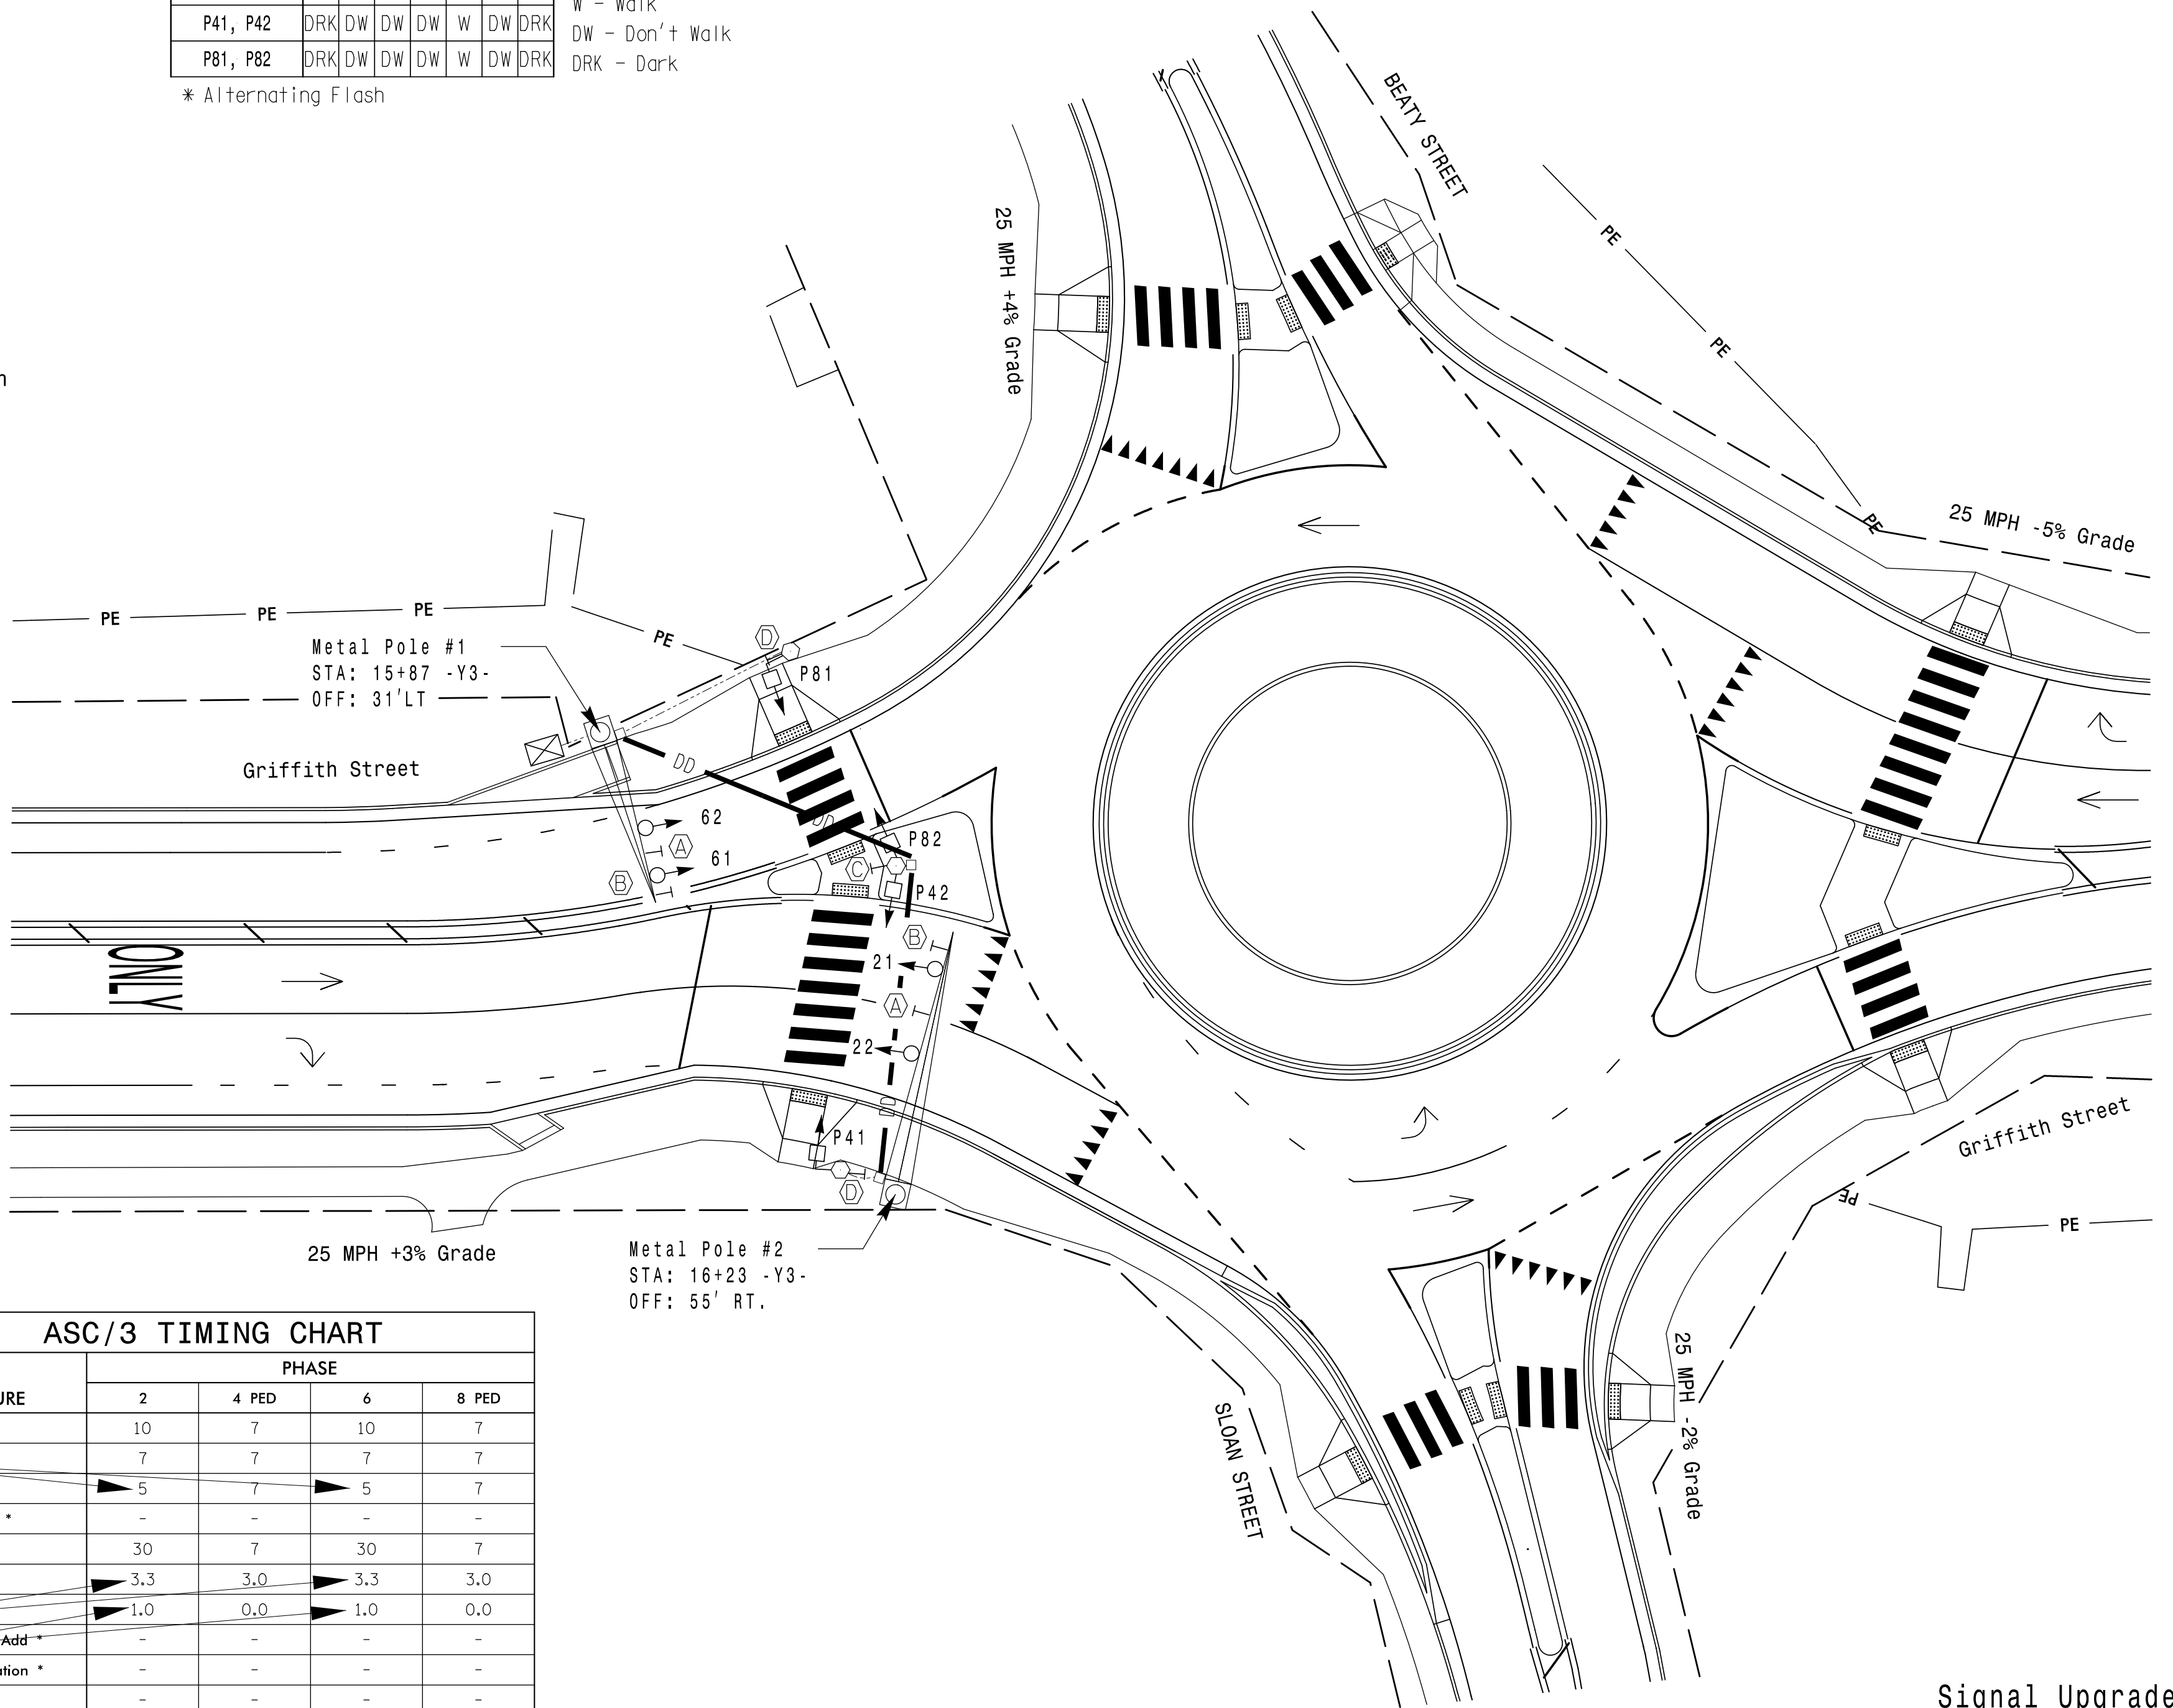 W - Walk
P41, P42 DRK DW DW DW W DW DRK
DW - Don't Walk
P81, P82 DRK DW DW DW W DW DRK
DRK - Dark
* Alternating Flash
BEATY STREET
25 MPH +4% Grade
PE
PE
PE
25 MPH -5% Grade
PE PE PE
PE
Metal Pole #1
STA: 15+87 -Y3-
OFF: 31'LT
D
P81
Griffith Street
DD
DD
62
A
61
B
P82
C
P42
B
21
A
22
ONLY
P41
D
Griffith Street
PE
PE
25 MPH +3% Grade
Metal Pole #2
STA: 16+23 -Y3-
OFF: 55' RT.
25 MPH -2% Grade
SLOAN STREET
ASC/3 TIMING CHART
PHASE
URE 2 4 PED 6 8 PED
10 7 10 7
7 7 7 7
5 7 5 7
* - - - -
30 7 30 7
3.3 3.0 3.3 3.0
1.0 0.0 1.0 0.0
Add * - - - -
ation * - - - -
- - - -
Signal Upgrade